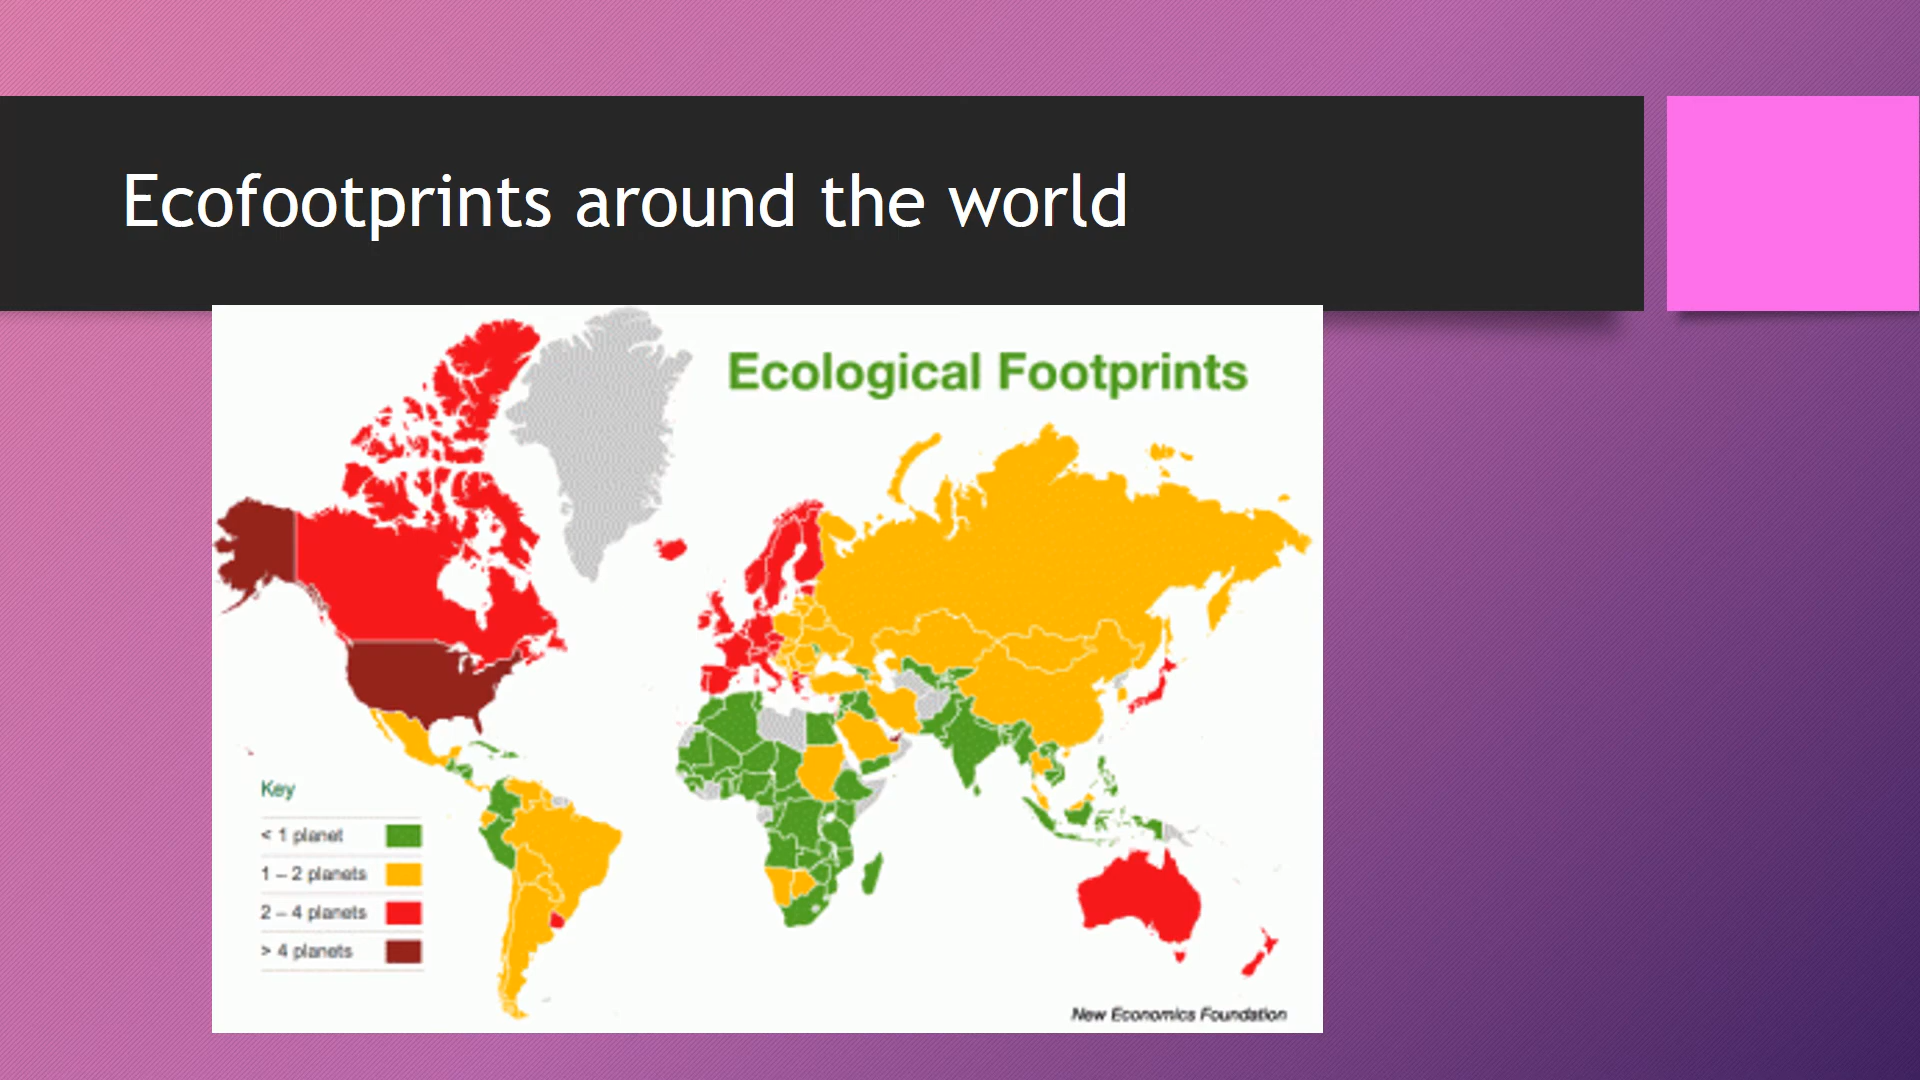 Ecofootprints around the world
Ecological Footprints
Key
< 1 planet
1 – 2 planets
2 – 4 planets
> 4 planets
New Economics Foundation